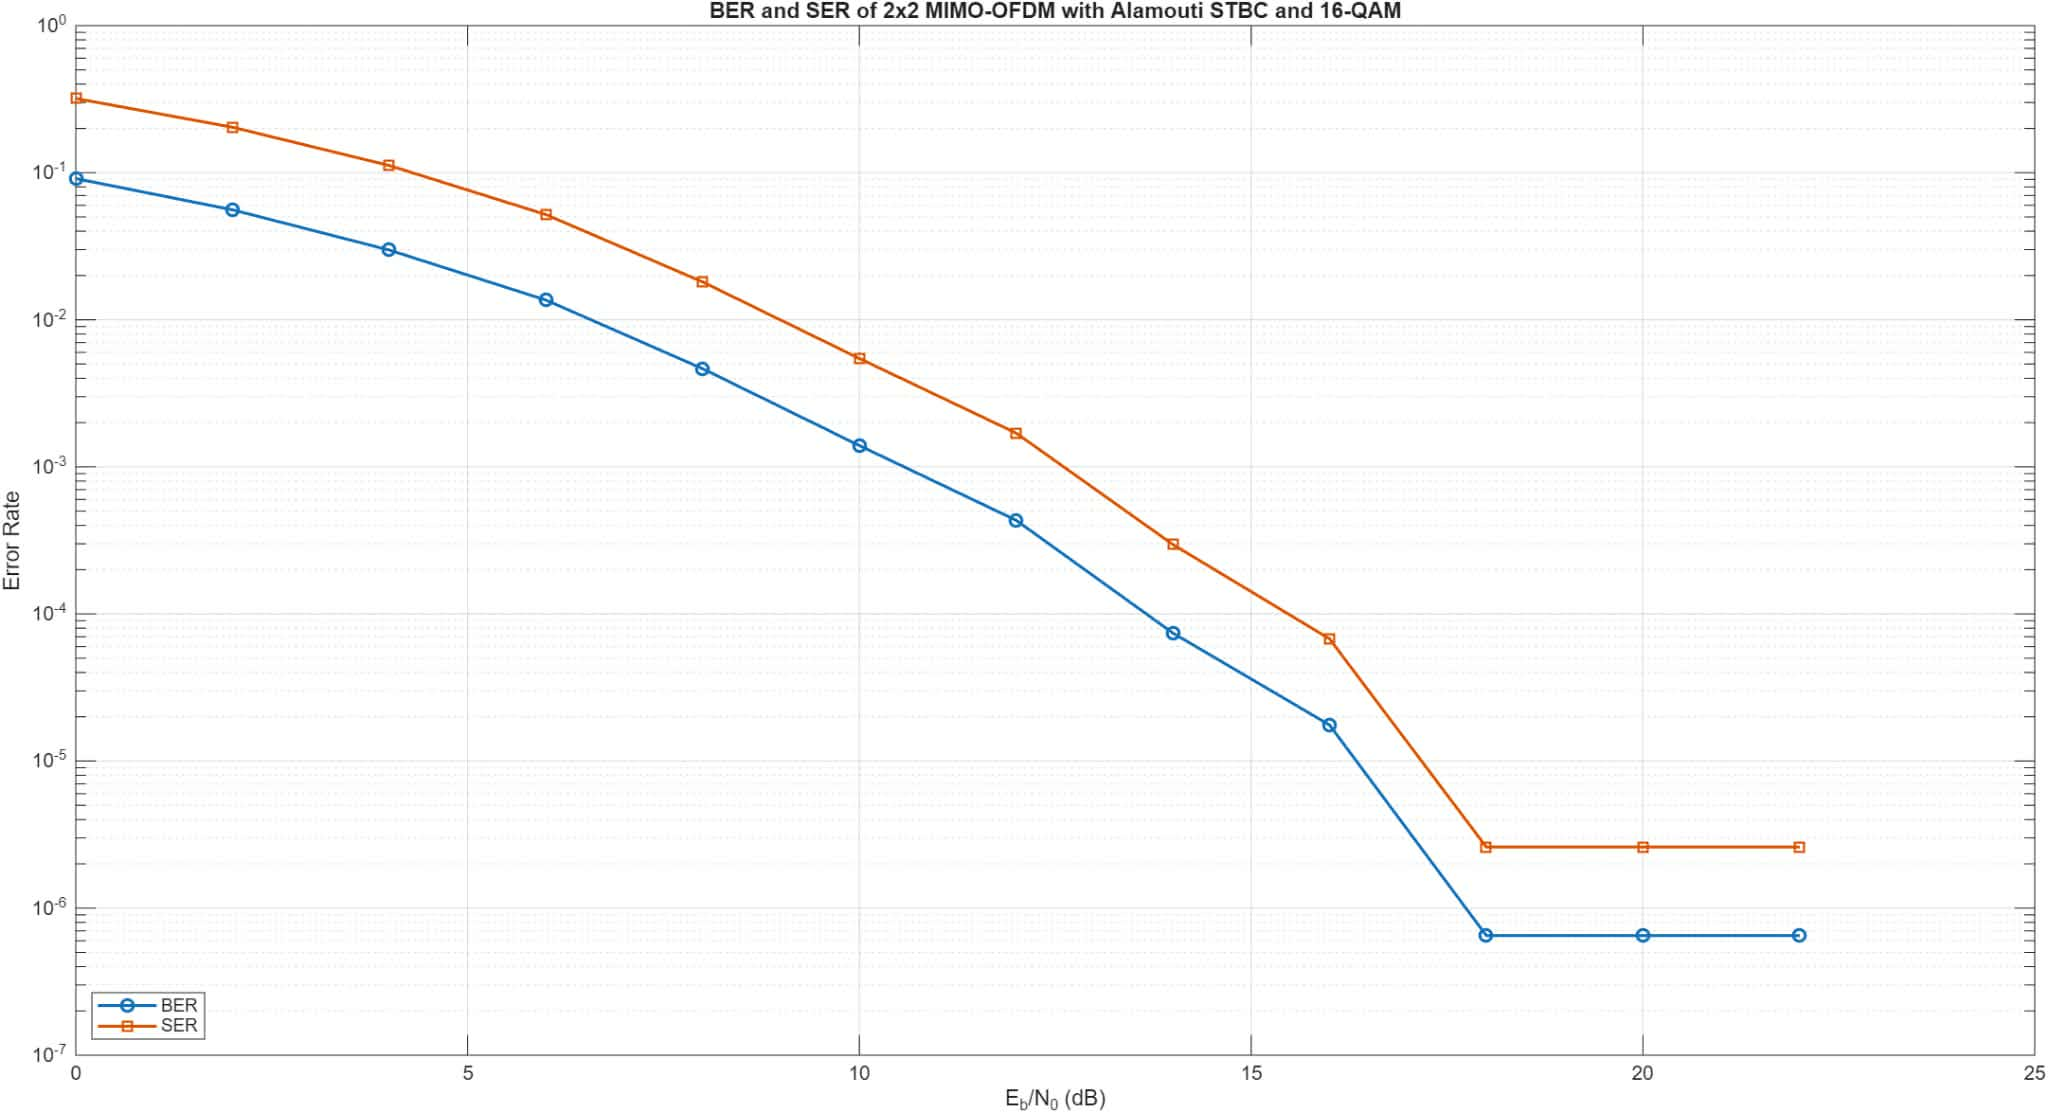 BER and SER of 2x2 MIMO-OFDM with Alamouti STBC and 16-QAM
10^0
10^-1
10^-2
10^-3
10^-4
10^-5
10^-6
10^-7
Error Rate
BER
SER
0 5 10 15 20 25
E_b/N_0 (dB)